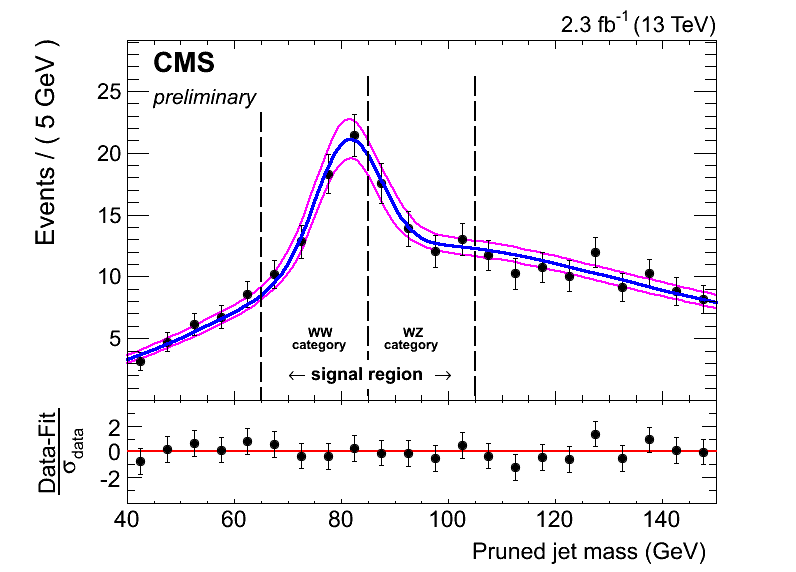 2.3 fb⁻¹ (13 TeV)
CMS
preliminary
Events / ( 5 GeV )
25
20
15
10
5
WW category
WZ category
← signal region →
Data-Fit
σdata
2
0
-2
40 60 80 100 120 140
Pruned jet mass (GeV)